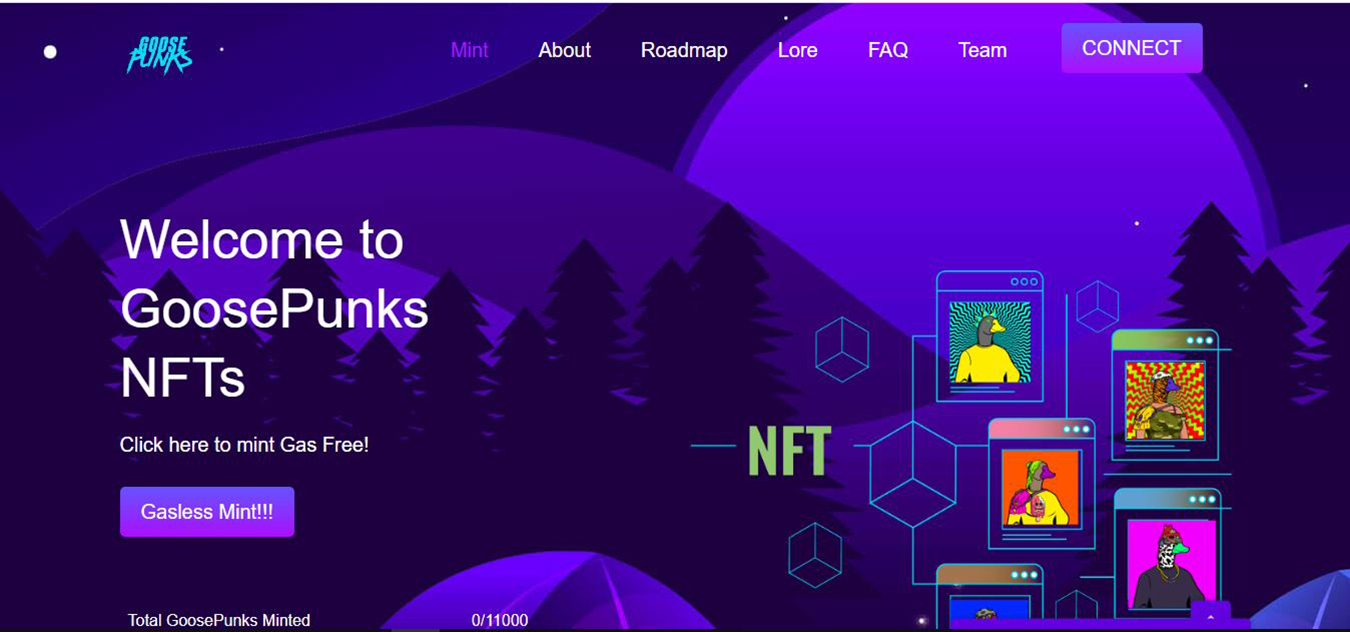 GOOSE
PUNKS
Mint About Roadmap Lore FAQ Team CONNECT
Welcome to
GoosePunks
NFTs
Click here to mint Gas Free!
Gasless Mint!!!
NFT
Total GoosePunks Minted 0/11000